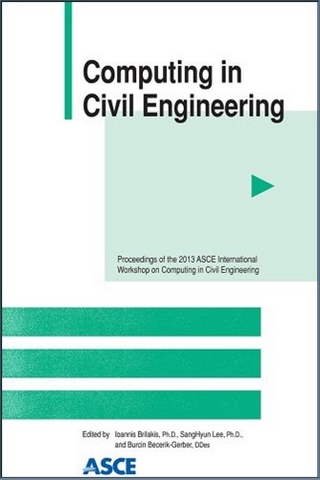 Computing in
Civil Engineering
Proceedings of the 2013 ASCE International
Workshop on Computing in Civil Engineering
Edited by Ioannis Brilakis, Ph.D., SangHyun Lee, Ph.D.,
and Burcin Becerik-Gerber, DDes
ASCE